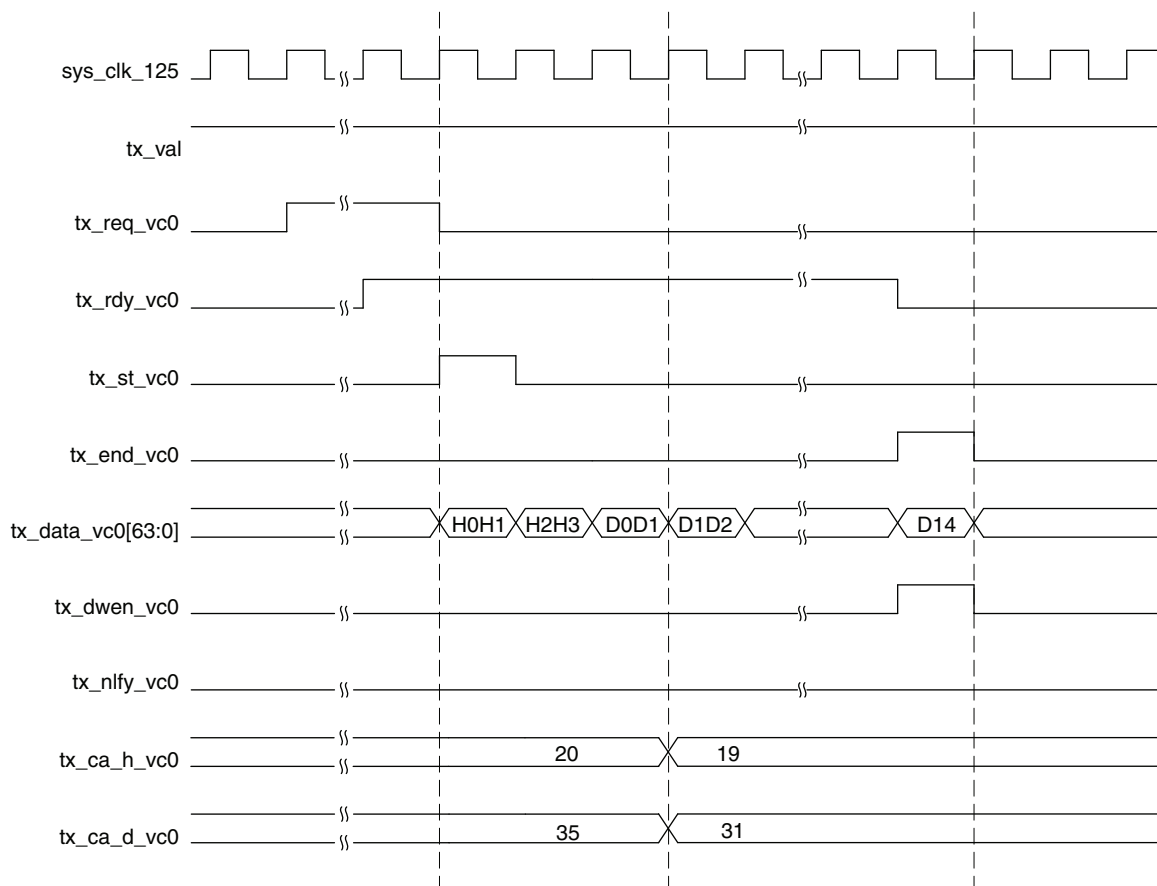 sys_clk_125
tx_val
tx_req_vc0
tx_rdy_vc0
tx_st_vc0
tx_end_vc0
tx_data_vc0[63:0] H0H1 H2H3 D0D1 D1D2 D14
tx_dwen_vc0
tx_nlfy_vc0
tx_ca_h_vc0 20 19
tx_ca_d_vc0 35 31